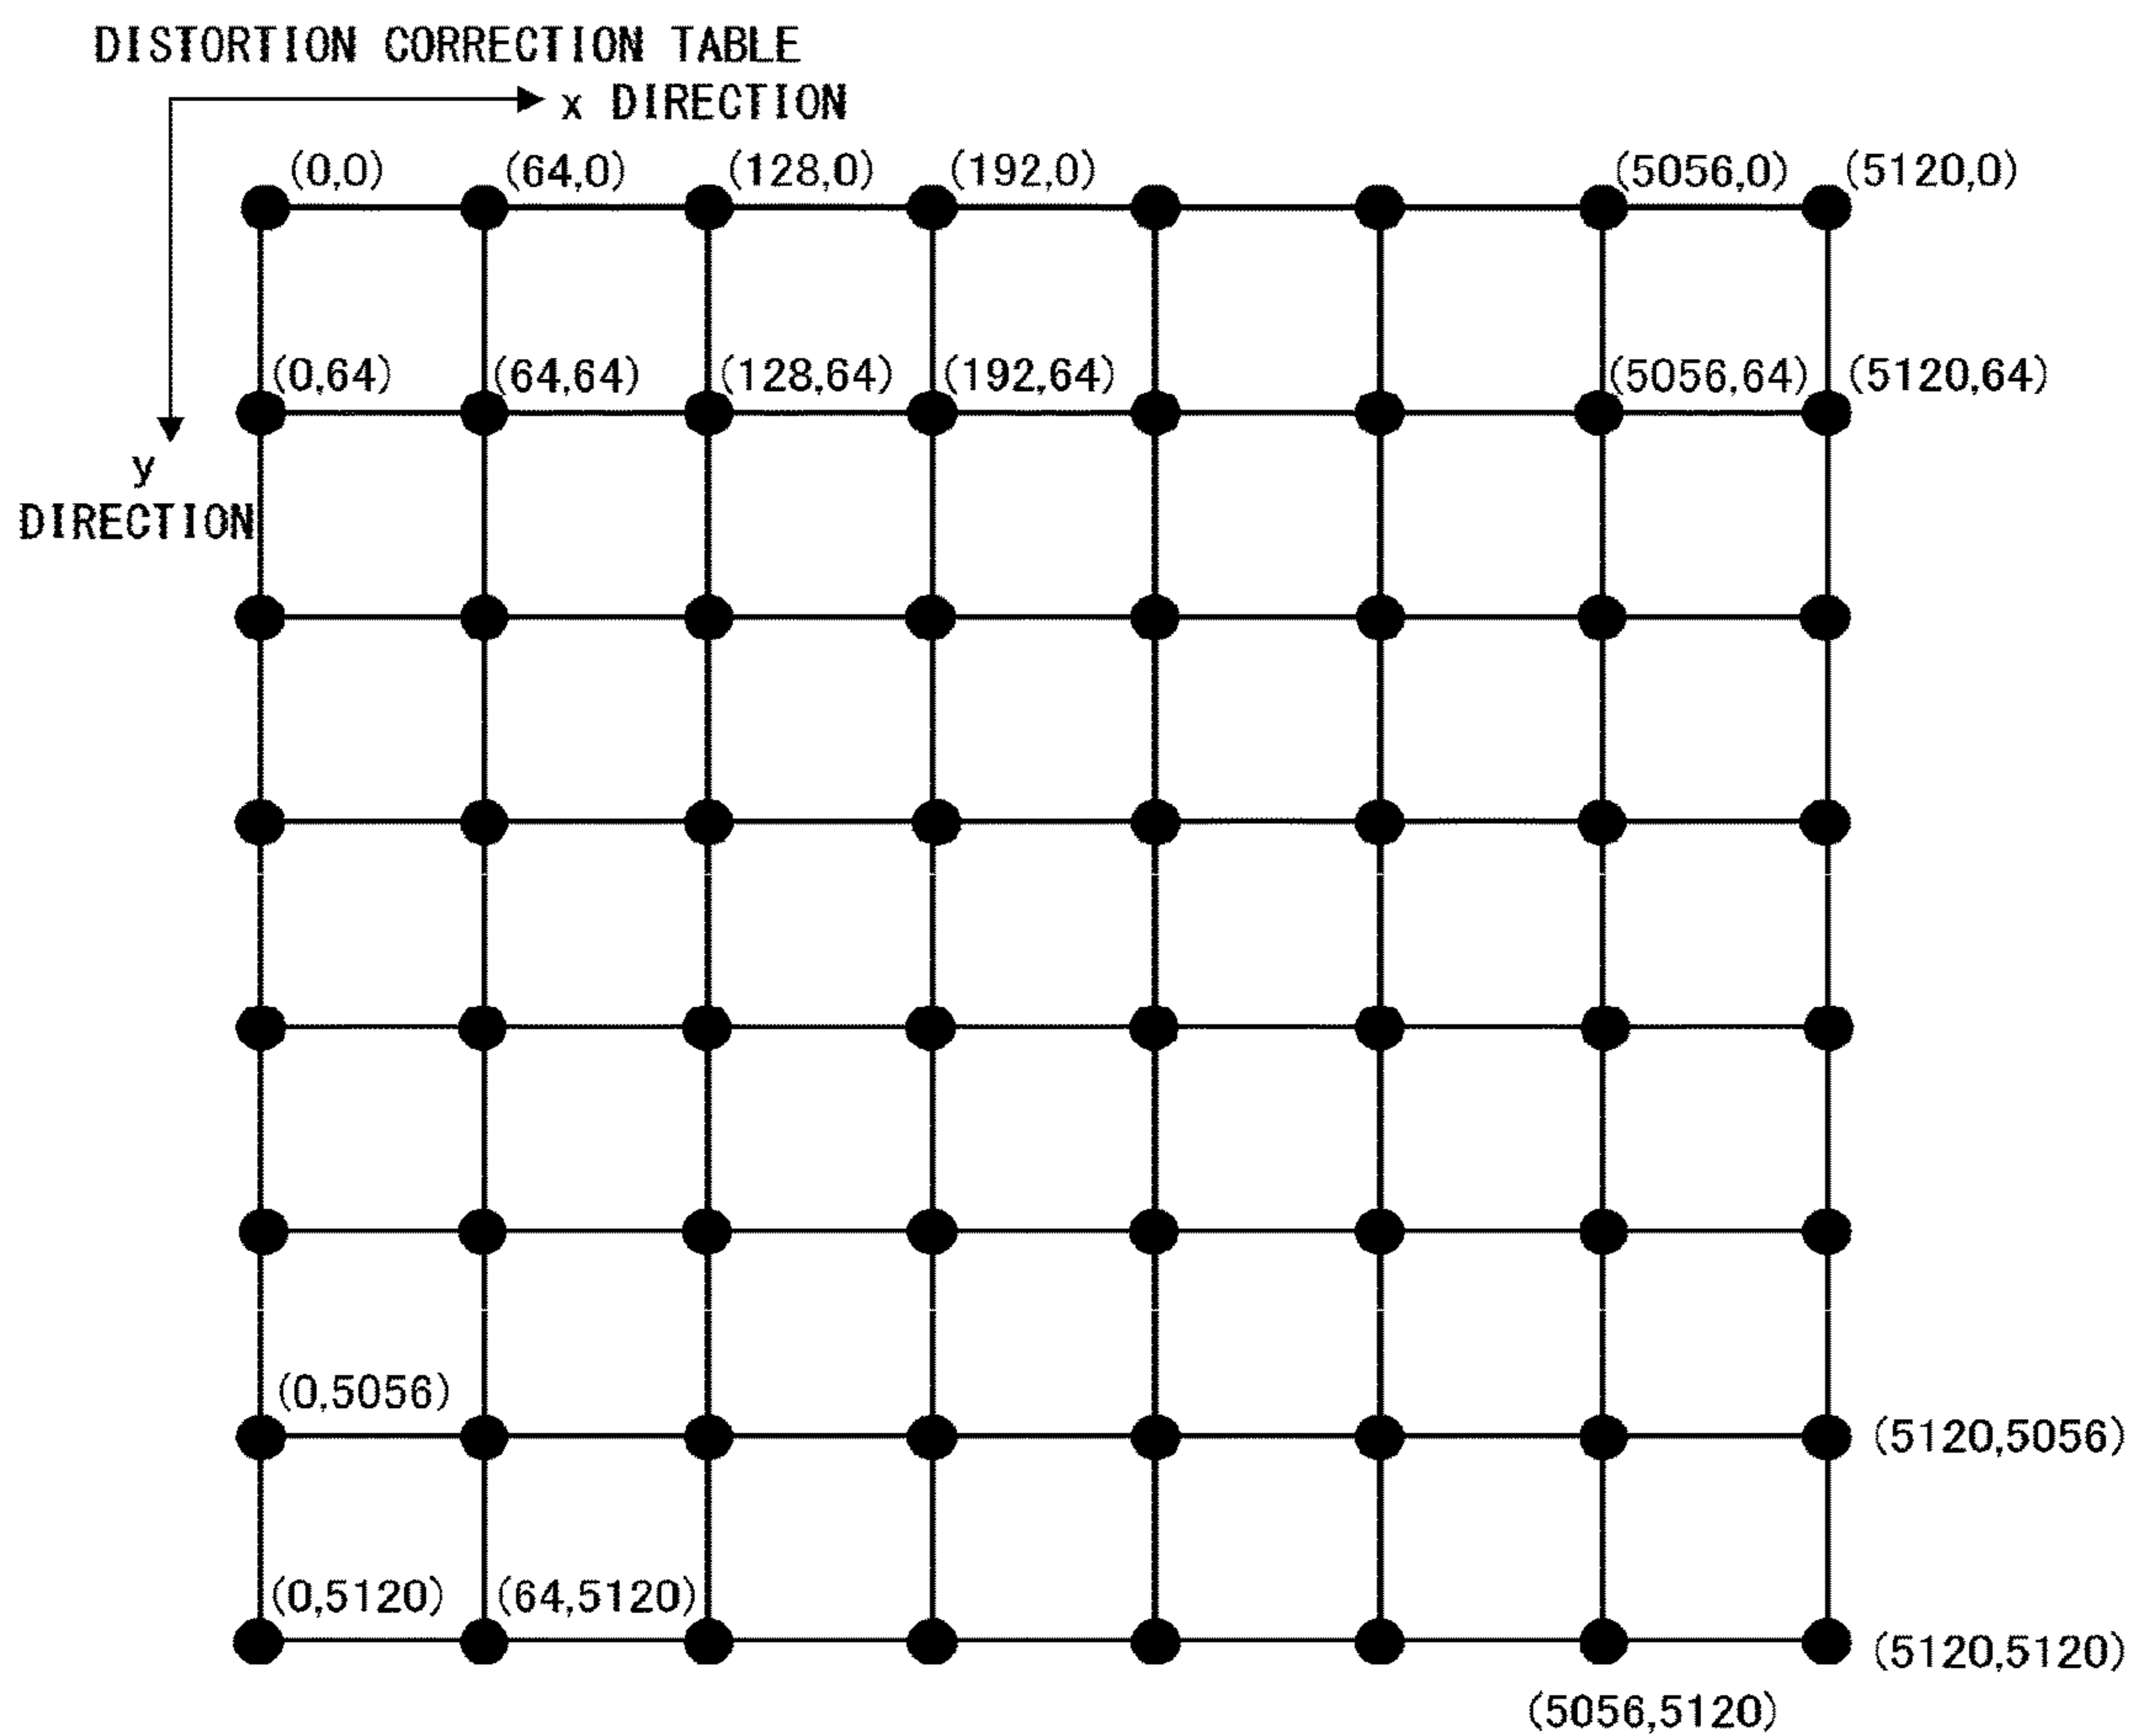 DISTORTION CORRECTION TABLE
x DIRECTION
(0,0) (64,0) (128,0) (192,0) (5056,0) (5120,0)
(0,64) (64,64) (128,64) (192,64) (5056,64) (5120,64)
y
DIRECTION
(0,5056)
(5120,5056)
(0,5120) (64,5120)
(5120,5120)
(5056,5120)